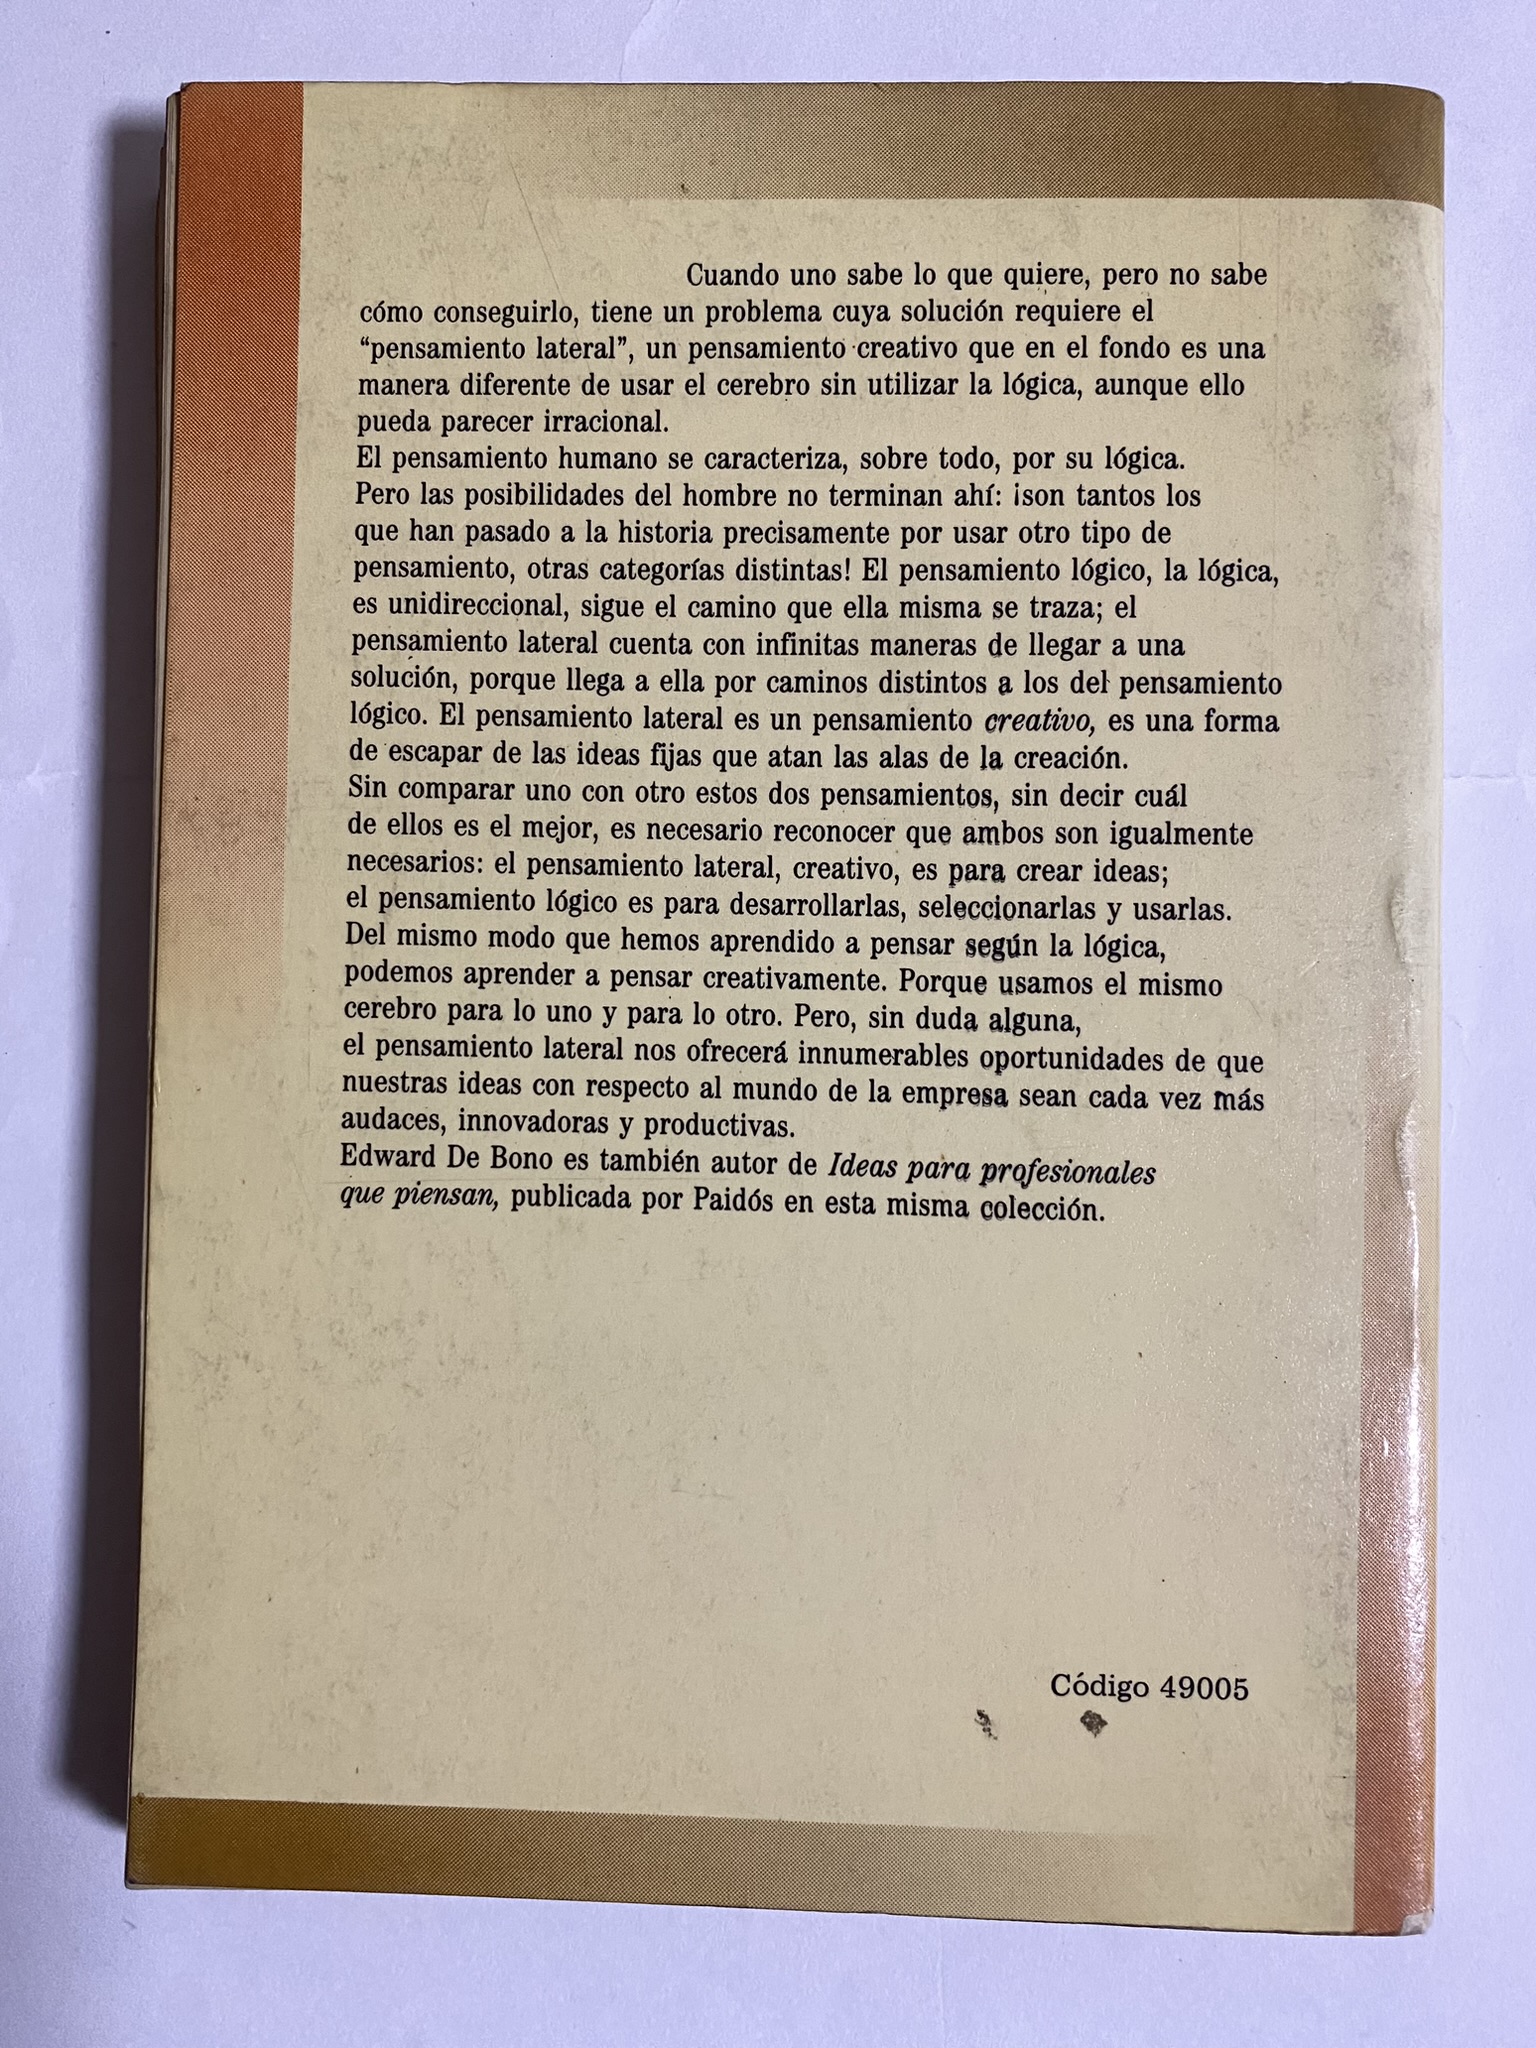 Cuando uno sabe lo que quiere, pero no sabe
cómo conseguirlo, tiene un problema cuya solución requiere el
“pensamiento lateral”, un pensamiento creativo que en el fondo es una
manera diferente de usar el cerebro sin utilizar la lógica, aunque ello
pueda parecer irracional.
El pensamiento humano se caracteriza, sobre todo, por su lógica.
Pero las posibilidades del hombre no terminan ahí: ¡son tantos los
que han pasado a la historia precisamente por usar otro tipo de
pensamiento, otras categorías distintas! El pensamiento lógico, la lógica,
es unidireccional, sigue el camino que ella misma se traza; el
pensamiento lateral cuenta con infinitas maneras de llegar a una
solución, porque llega a ella por caminos distintos a los del pensamiento
lógico. El pensamiento lateral es un pensamiento creativo, es una forma
de escapar de las ideas fijas que atan las alas de la creación.
Sin comparar uno con otro estos dos pensamientos, sin decir cuál
de ellos es el mejor, es necesario reconocer que ambos son igualmente
necesarios: el pensamiento lateral, creativo, es para crear ideas;
el pensamiento lógico es para desarrollarlas, seleccionarlas y usarlas.
Del mismo modo que hemos aprendido a pensar según la lógica,
podemos aprender a pensar creativamente. Porque usamos el mismo
cerebro para lo uno y para lo otro. Pero, sin duda alguna,
el pensamiento lateral nos ofrecerá innumerables oportunidades de que
nuestras ideas con respecto al mundo de la empresa sean cada vez más
audaces, innovadoras y productivas.
Edward De Bono es también autor de Ideas para profesionales
que piensan, publicada por Paidós en esta misma colección.
Código 49005